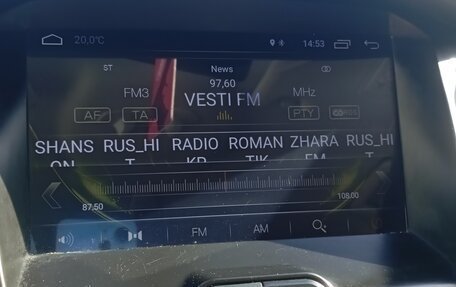 20,0°C
14:53
ST
News
FM3
97,60
MHz
AF
TA
VESTI FM
PTY
RDS
SHANS RUS_HI RADIO ROMAN ZHARA RUS_HI
ON T KP TIK FM T
87,50
108,00
FM
AM